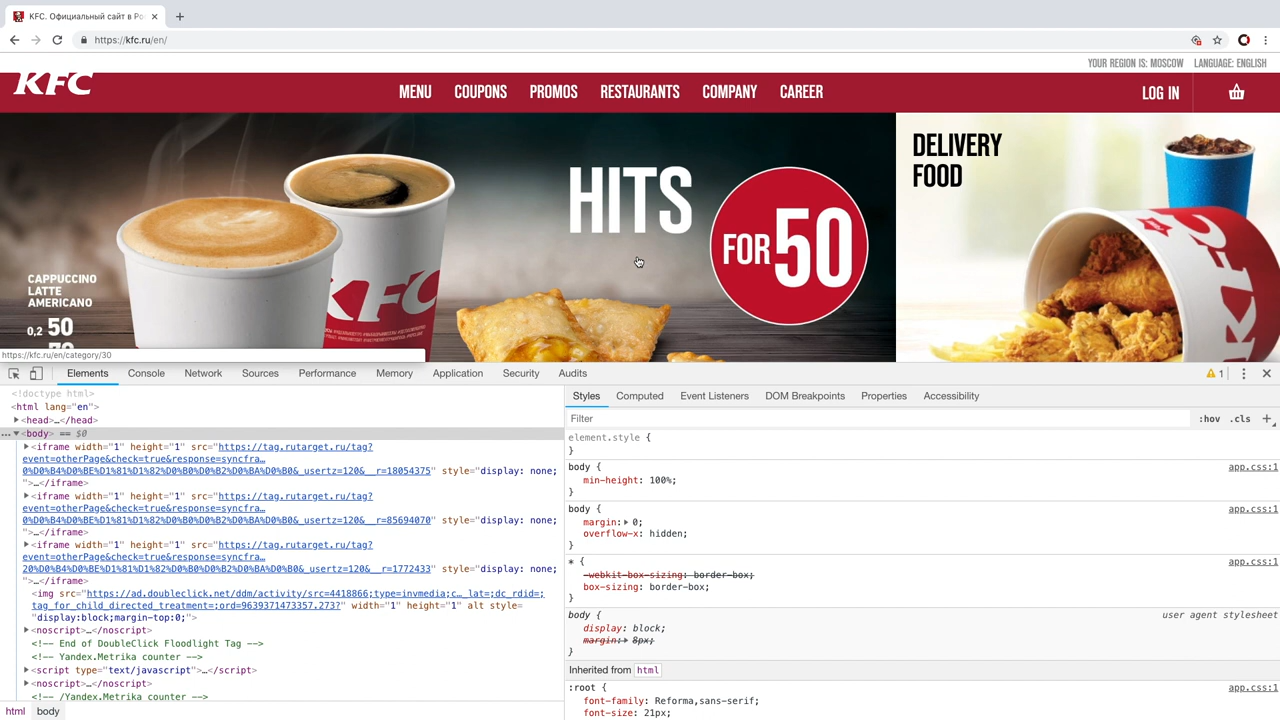 KFC. Официальный сайт в Ро
https://kfc.ru/en/
YOUR REGION IS: MOSCOW LANGUAGE: ENGLISH
KFC
MENU COUPONS PROMOS RESTAURANTS COMPANY CAREER
LOG IN
HITS
FOR 50
CAPPUCCINO
LATTE
AMERICANO
0,2 50
KFC
DELIVERY
FOOD
KFC
https://kfc.ru/en/category/30
Elements Console Network Sources Performance Memory Application Security Audits
1
<!doctype html>
<html lang="en">
<head>…</head>
<body> == $0
<iframe width="1" height="1" src="https://tag.rutarget.ru/tag?
event=otherPage&check=true&response=syncfra…
0%D0%B4%D0%BE%D1%81%D1%82%D0%B0%D0%B2%D0%BA%D0%B0&_usertz=120&__r=18054375" style="display: none;
">…</iframe>
<iframe width="1" height="1" src="https://tag.rutarget.ru/tag?
event=otherPage&check=true&response=syncfra…
0%D0%B4%D0%BE%D1%81%D1%82%D0%B0%D0%B2%D0%BA%D0%B0&_usertz=120&__r=85694070" style="display: none;
">…</iframe>
<iframe width="1" height="1" src="https://tag.rutarget.ru/tag?
event=otherPage&check=true&response=syncfra…
20%D0%B4%D0%BE%D1%81%D1%82%D0%B0%D0%B2%D0%BA%D0%B0&_usertz=120&__r=1772433" style="display: none;
">…</iframe>
<img src="https://ad.doubleclick.net/ddm/activity/src=4418866;type=invmedia;c…_lat=;dc_rdid=;
tag_for_child_directed_treatment=;ord=9639371473357.273?" width="1" height="1" alt style=
"display:block;margin-top:0;">
<noscript>…</noscript>
<!-- End of DoubleClick Floodlight Tag -->
<!-- Yandex.Metrika counter -->
<script type="text/javascript">…</script>
<noscript>…</noscript>
<!-- /Yandex.Metrika counter -->
html body
Styles Computed Event Listeners DOM Breakpoints Properties Accessibility
Filter :hov .cls +
element.style {
}
body { app.css:1
min-height: 100%;
}
body { app.css:1
margin: 0;
overflow-x: hidden;
}
* { app.css:1
-webkit-box-sizing: border-box;
box-sizing: border-box;
}
body { user agent stylesheet
display: block;
margin: 8px;
}
Inherited from html
:root { app.css:1
font-family: Reforma,sans-serif;
font-size: 21px;